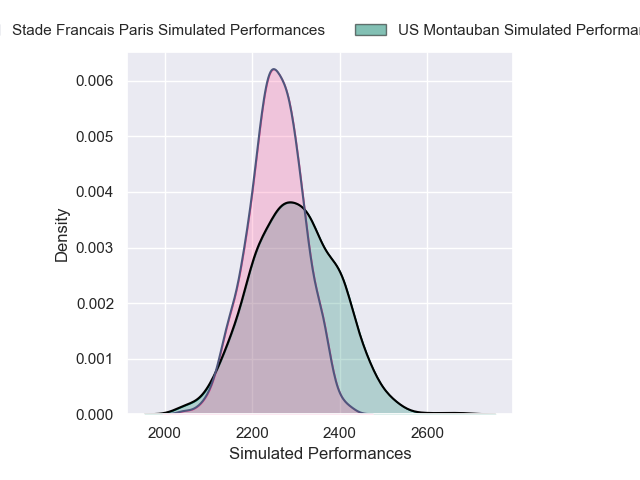 Stade Francais Paris Simulated Performances
US Montauban Simulated
0.006
0.005
0.004
0.003
0.002
0.001
0.000
Density
2000 2200 2400 2600
Simulated Performances